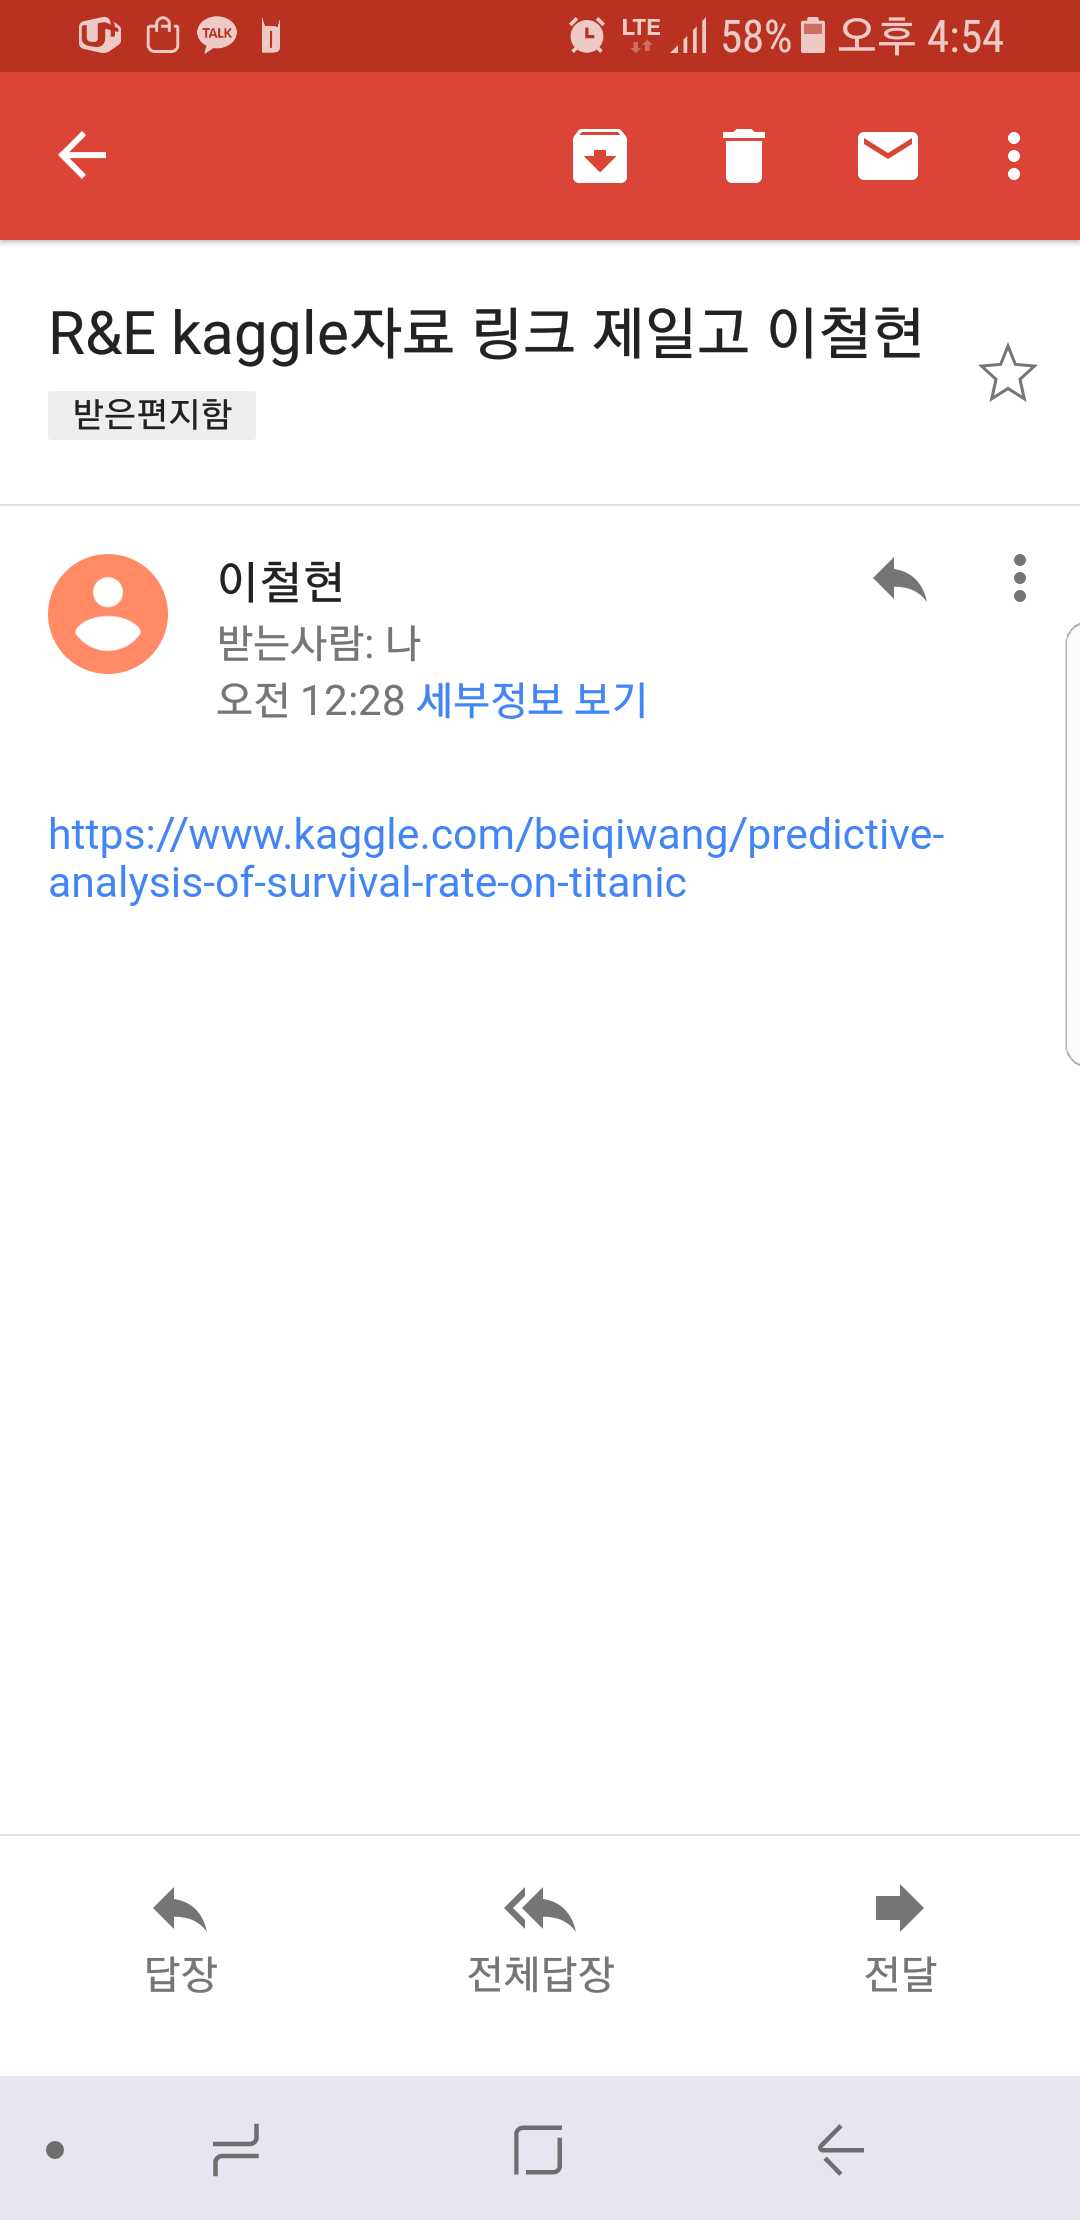 TALK LTE 58% 오후 4:54
R&E kaggle자료 링크 제일고 이철현
받은편지함
이철현
받는사람: 나
오전 12:28 세부정보 보기
https://www.kaggle.com/beiqiwang/predictive-
analysis-of-survival-rate-on-titanic
답장 전체답장 전달